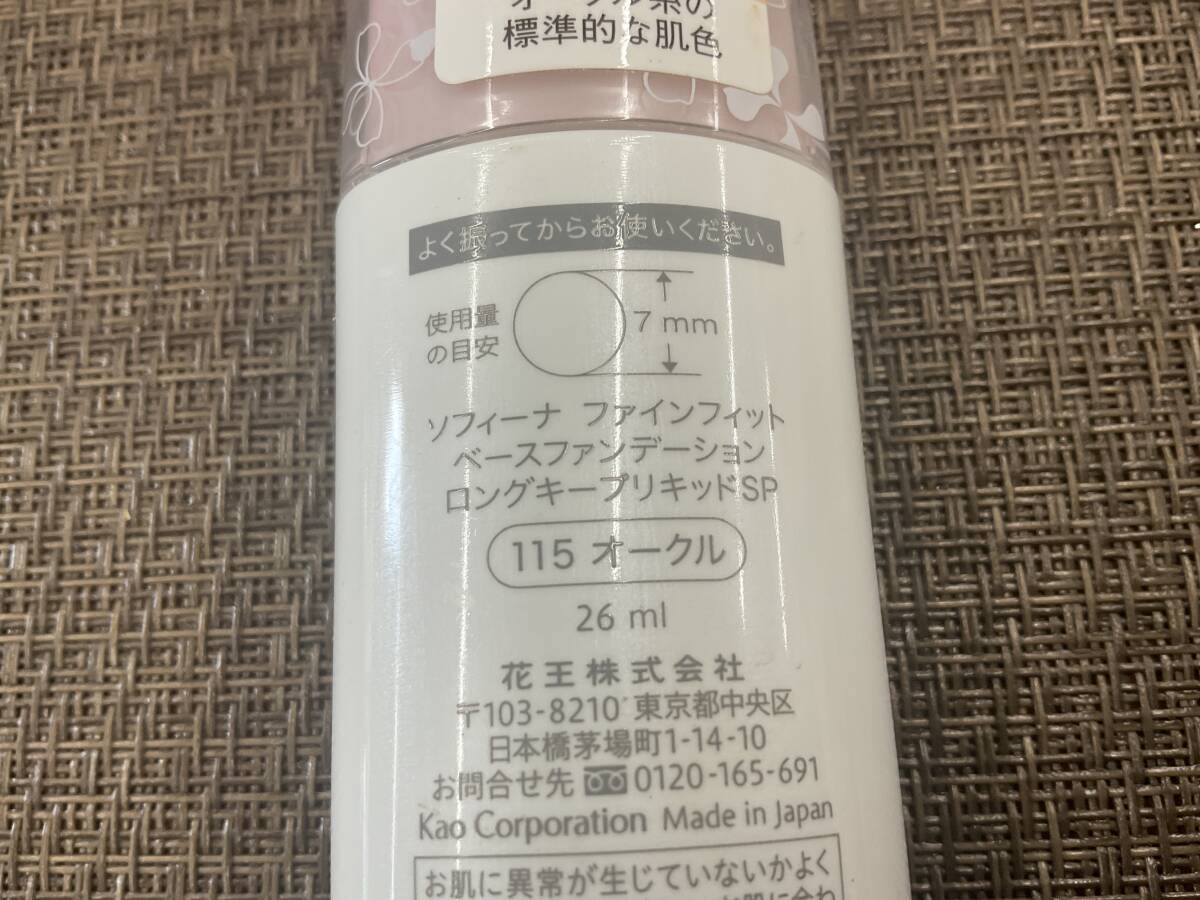 オークル系の
標準的な肌色
よく振ってからお使いください。
使用量
の目安
7 mm
ソフィーナ ファインフィット
ベースファンデーション
ロングキープリキッドSP
115 オークル
26 ml
花王株式会社
〒103-8210 東京都中央区
日本橋茅場町1-14-10
お問合せ先 0120-165-691
Kao Corporation Made in Japan
お肌に異常が生じていないかよく